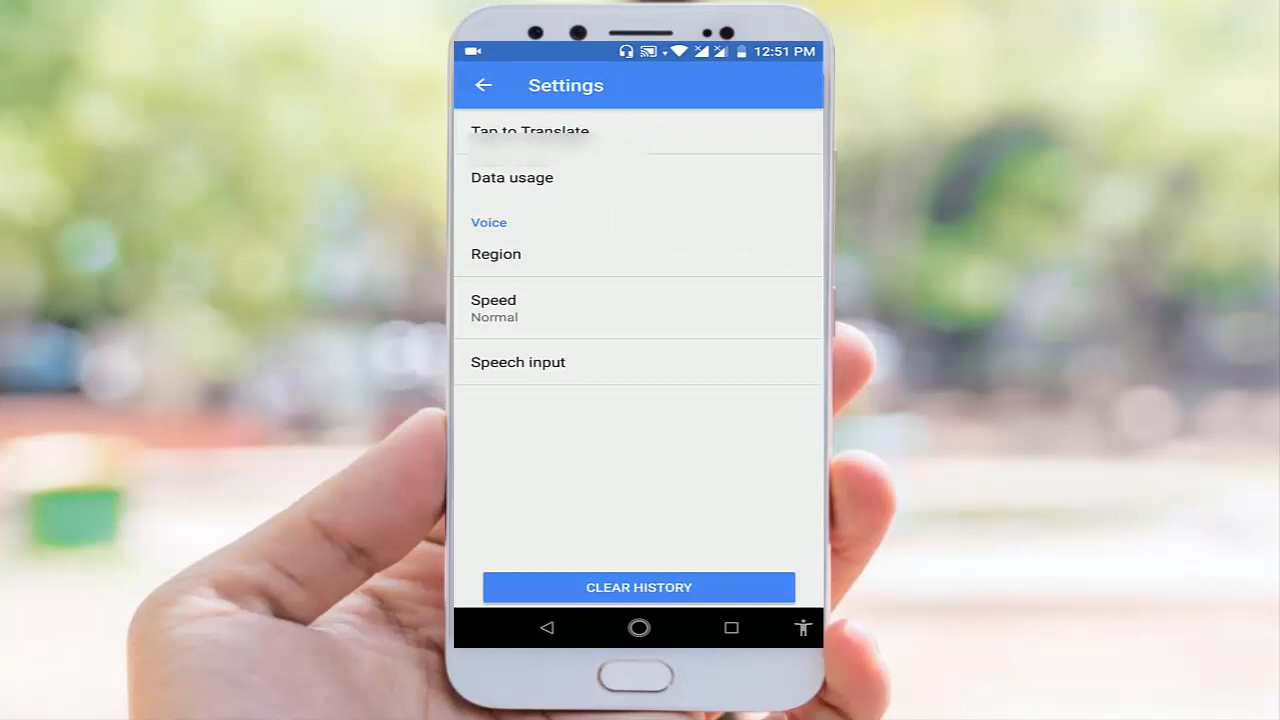 12:51 PM
Settings
Tap to Translate
Data usage
Voice
Region
Speed
Normal
Speech input
CLEAR HISTORY